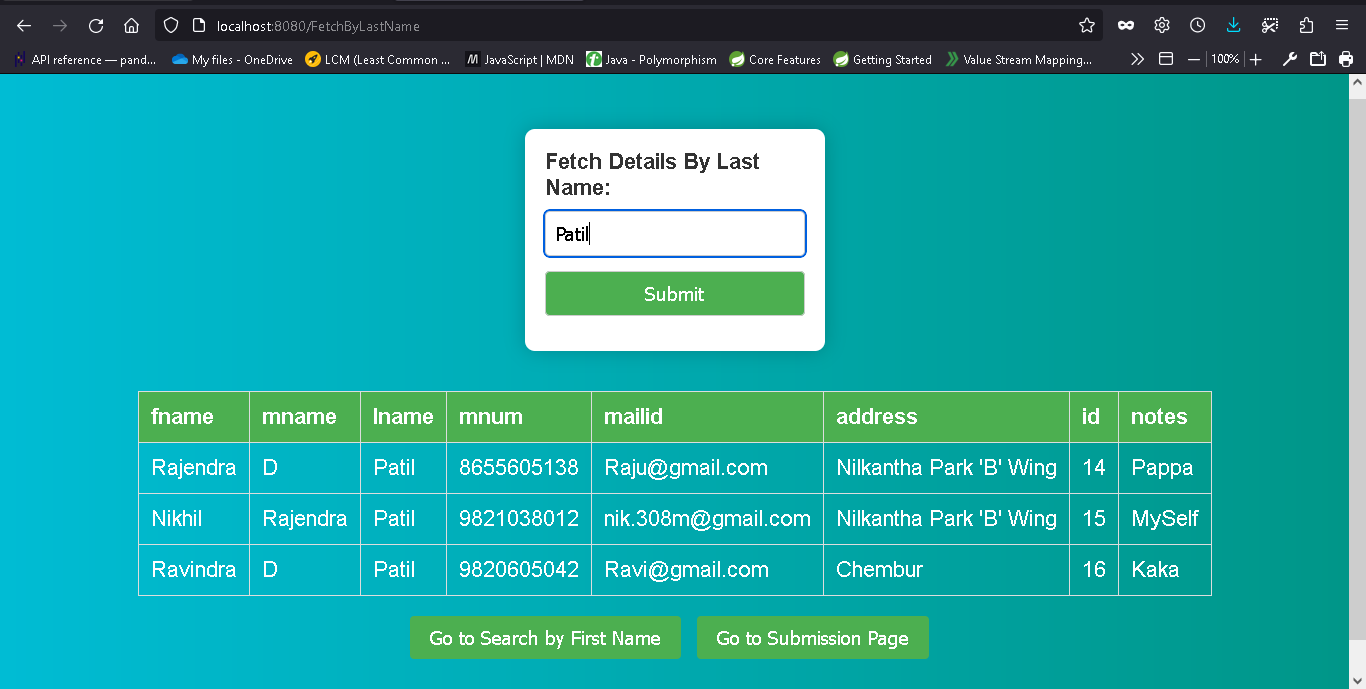 localhost:8080/FetchByLastName
API reference — pand... My files - OneDrive LCM (Least Common ... M JavaScript | MDN Java - Polymorphism Core Features Getting Started Value Stream Mapping... 100%
Fetch Details By Last
Name:
Patil
Submit
fname mname lname mnum mailid address id notes
Rajendra D Patil 8655605138 Raju@gmail.com Nilkantha Park 'B' Wing 14 Pappa
Nikhil Rajendra Patil 9821038012 nik.308m@gmail.com Nilkantha Park 'B' Wing 15 MySelf
Ravindra D Patil 9820605042 Ravi@gmail.com Chembur 16 Kaka
Go to Search by First Name Go to Submission Page